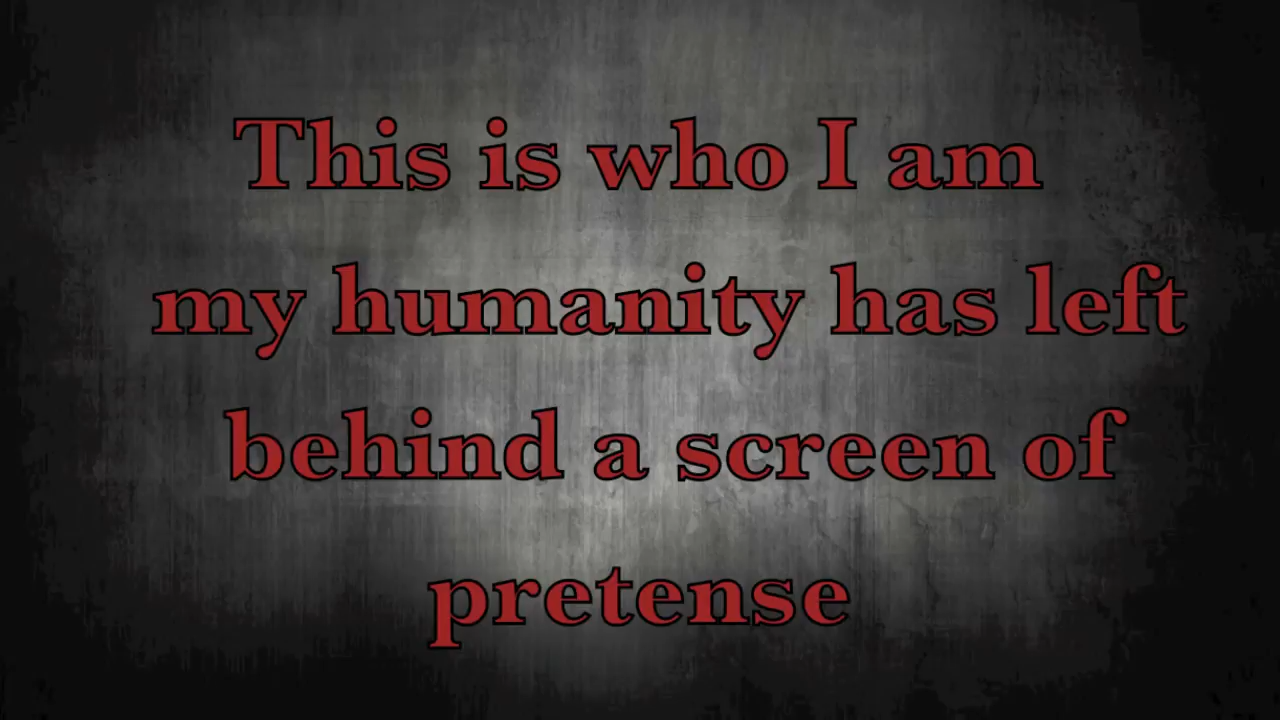 This is who I am
my humanity has left
behind a screen of
pretense